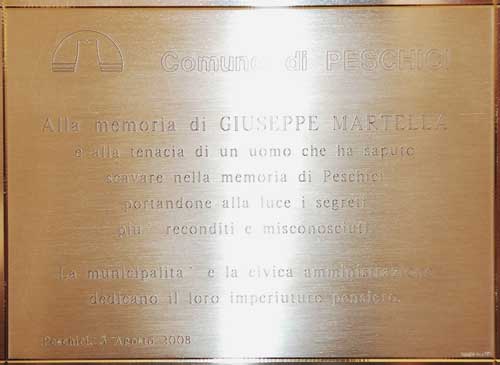 Comune di PESCHICI
Alla memoria di GIUSEPPE MARTELLA
e alla tenacia di un uomo che ha saputo
scavare nella memoria di Peschici
portandone alla luce i segreti
piu` reconditi e misconosciuti.
La municipalita` e la civica amministrazione
dedicano il loro imperituturo pensiero.
Peschici, 3 Agosto 2008